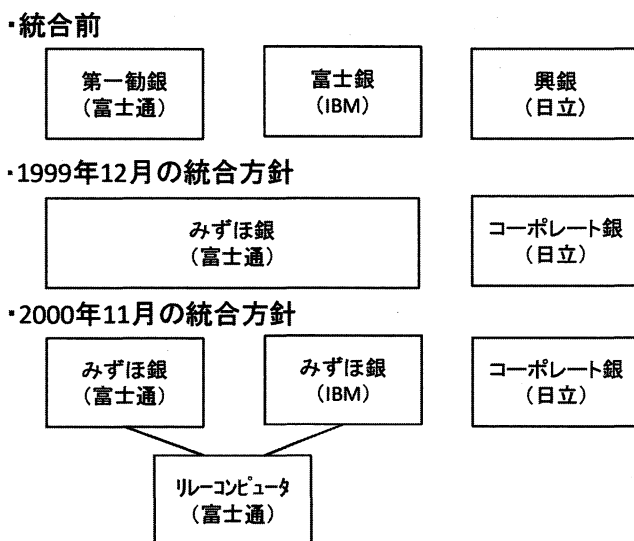 ・統合前
第一勧銀
（富士通）
富士銀
（IBM）
興銀
（日立）
・1999年12月の統合方針
みずほ銀
（富士通）
コーポレート銀
（日立）
・2000年11月の統合方針
みずほ銀
（富士通）
みずほ銀
（IBM）
コーポレート銀
（日立）
リレーコンピュータ
（富士通）